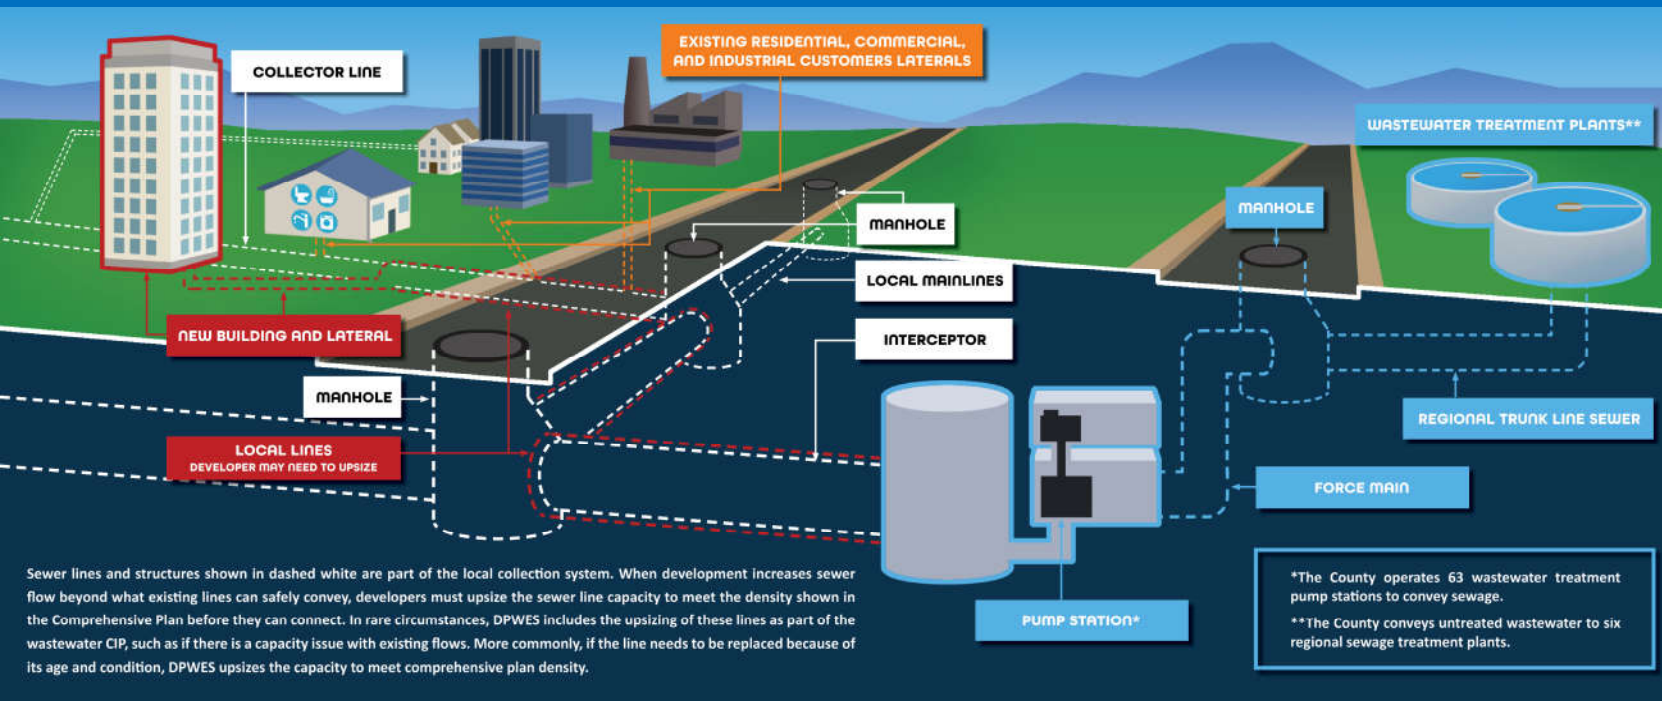 COLLECTOR LINE
EXISTING RESIDENTIAL, COMMERCIAL,
AND INDUSTRIAL CUSTOMERS LATERALS
WASTEWATER TREATMENT PLANTS**
MANHOLE
MANHOLE
LOCAL MAINLINES
NEW BUILDING AND LATERAL
INTERCEPTOR
MANHOLE
REGIONAL TRUNK LINE SEWER
LOCAL LINES
DEVELOPER MAY NEED TO UPSIZE
FORCE MAIN
PUMP STATION*
Sewer lines and structures shown in dashed white are part of the local collection system. When development increases sewer
flow beyond what existing lines can safely convey, developers must upsize the sewer line capacity to meet the density shown in
the Comprehensive Plan before they can connect. In rare circumstances, DPWES includes the upsizing of these lines as part of the
wastewater CIP, such as if there is a capacity issue with existing flows. More commonly, if the line needs to be replaced because of
its age and condition, DPWES upsizes the capacity to meet comprehensive plan density.
*The County operates 63 wastewater treatment
pump stations to convey sewage.
**The County conveys untreated wastewater to six
regional sewage treatment plants.